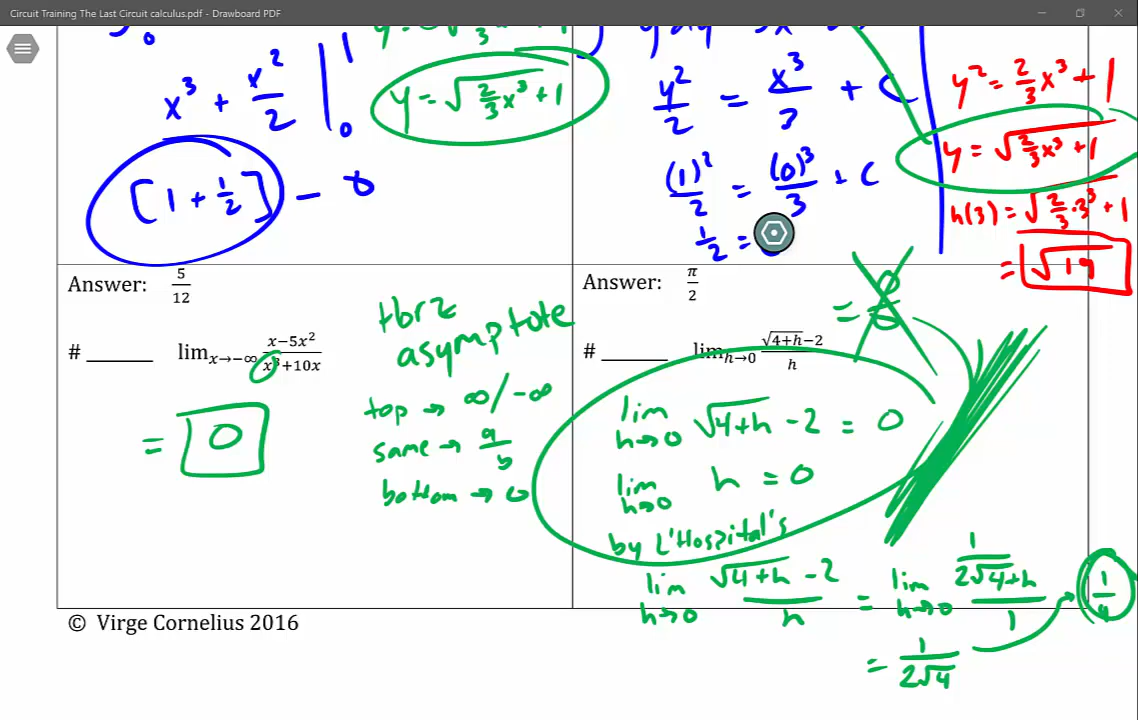 Circuit Training The Last Circuit calculus.pdf - Drawboard PDF
x³ + x²/2 |₀¹
[1 + 1/2] - 0
y = √(2/3 x³ + 1)
y²/2 = x³/3 + C
(1)²/2 = (0)³/3 + C
1/2 =
y² = 2/3 x³ + 1
y = √(2/3 x³ + 1)
h(3) = √(2/3 · 3³ + 1)
= √19
Answer: 5/12
# ______ lim x→-∞ (x-5x²)/(x³+10x)
= 0
Hbrz
asymptote
top → ∞/-∞
same → a/b
bottom → 0
Answer: π/2
# ______ lim h→0 (√(4+h)-2)/h
lim h→0 √(4+h) - 2 = 0
lim h→0 h = 0
by L'Hospital's
lim h→0 (√(4+h) - 2)/h = lim h→0 (1/(2√(4+h)))/1
= 1/(2√4)
1/4
© Virge Cornelius 2016